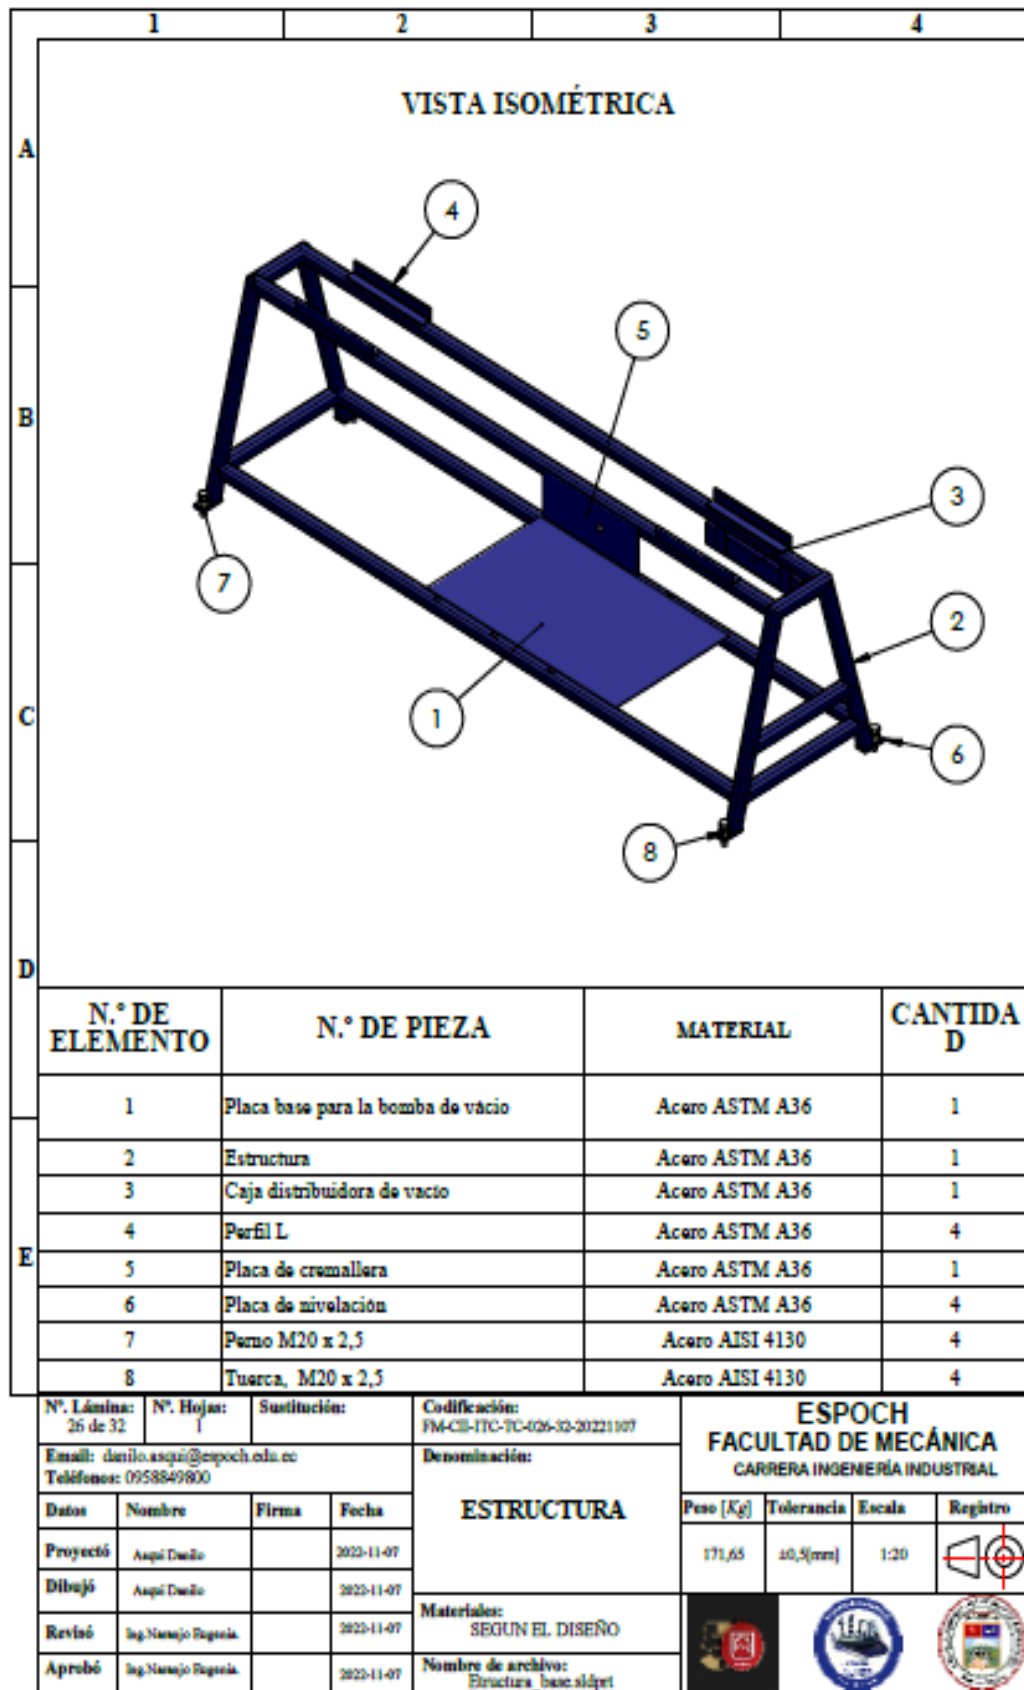 1 2 3 4
VISTA ISOMÉTRICA
A
B
C
D
E
4
5
3
7
2
1
6
8
N.° DE ELEMENTO N.° DE PIEZA MATERIAL CANTIDA D
1 Placa base para la bomba de vácio Acero ASTM A36 1
2 Estructura Acero ASTM A36 1
3 Caja distribuidora de vacío Acero ASTM A36 1
4 Perfil L Acero ASTM A36 4
5 Placa de cremallera Acero ASTM A36 1
6 Placa de nivelación Acero ASTM A36 4
7 Perno M20 x 2,5 Acero AISI 4130 4
8 Tuerca, M20 x 2,5 Acero AISI 4130 4
Nº. Lámina: Nº. Hojas: Sustitución: Codificación:
26 de 32 1 FM-CII-ITC-TC-026-32-20221107
ESPOCH
FACULTAD DE MECÁNICA
CARRERA INGENIERÍA INDUSTRIAL
Email: danilo.asqui@espoch.edu.ec
Teléfonos: 0958849800
Denominación:
ESTRUCTURA
Datos Nombre Firma Fecha
Peso [Kg] Tolerancia Escala Registro
Proyectó Asqui Danilo 2022-11-07
171,65 ±0,5[mm] 1:20
Dibujó Asqui Danilo 2022-11-07
Revisó Ing. Naranjo Eugenia. 2022-11-07
Materiales:
SEGUN EL DISEÑO
Aprobó Ing. Naranjo Eugenia. 2022-11-07
Nombre de archivo:
Etructura_base.sldprt